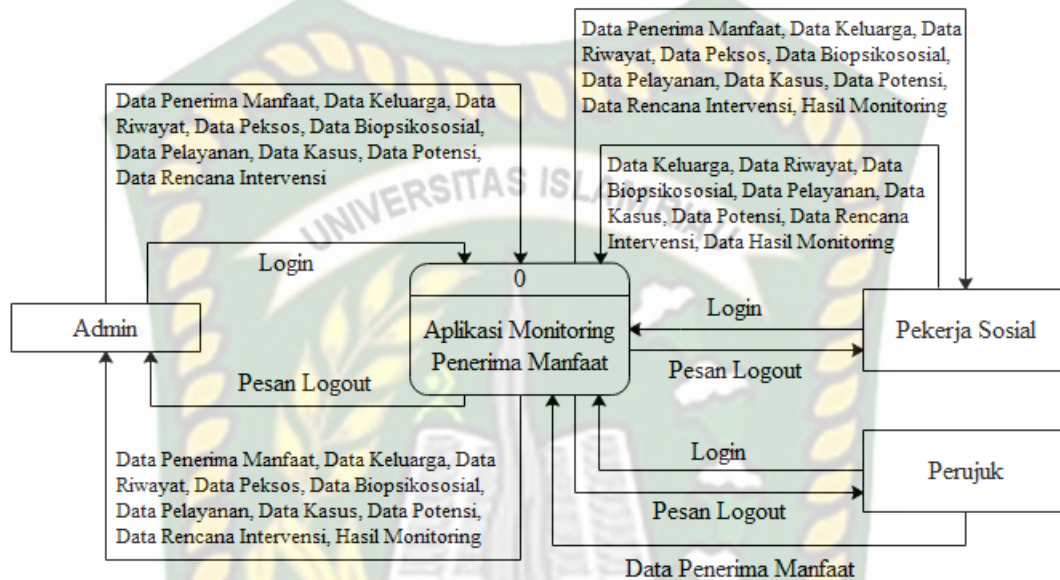 Data Penerima Manfaat, Data Keluarga, Data
Riwayat, Data Peksos, Data Biopsikososial,
Data Pelayanan, Data Kasus, Data Potensi,
Data Rencana Intervensi, Hasil Monitoring
Data Penerima Manfaat, Data Keluarga, Data
Riwayat, Data Peksos, Data Biopsikososial,
Data Pelayanan, Data Kasus, Data Potensi,
Data Rencana Intervensi
Data Keluarga, Data Riwayat, Data
Biopsikososial, Data Pelayanan, Data
Kasus, Data Potensi, Data Rencana
Intervensi, Data Hasil Monitoring
UNIVERSITAS ISLAM RIAU
Login
0
Aplikasi Monitoring
Penerima Manfaat
Admin
Login
Pekerja Sosial
Pesan Logout
Pesan Logout
Data Penerima Manfaat, Data Keluarga, Data
Riwayat, Data Peksos, Data Biopsikososial,
Data Pelayanan, Data Kasus, Data Potensi,
Data Rencana Intervensi, Hasil Monitoring
Login
Perujuk
Pesan Logout
Data Penerima Manfaat